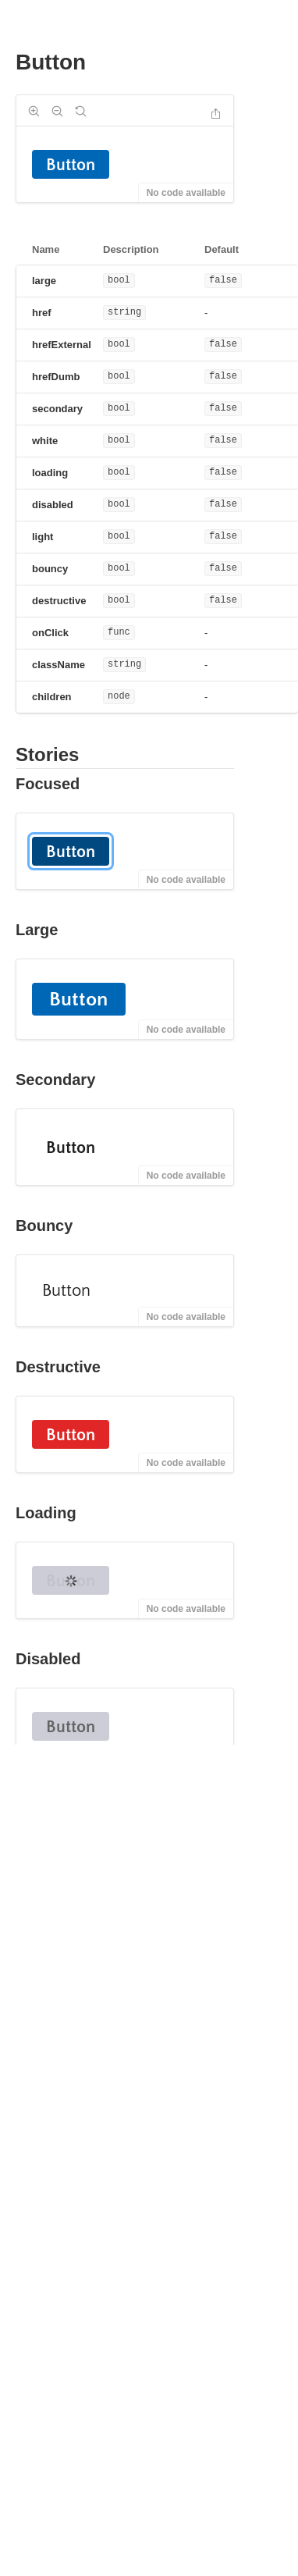 Button
Button
No code available
Name Description Default
large bool false
href string -
hrefExternal bool false
hrefDumb bool false
secondary bool false
white bool false
loading bool false
disabled bool false
light bool false
bouncy bool false
destructive bool false
onClick func -
className string -
children node -
Stories
Focused
Button
No code available
Large
Button
No code available
Secondary
Button
No code available
Bouncy
Button
No code available
Destructive
Button
No code available
Loading
Button
No code available
Disabled
Button